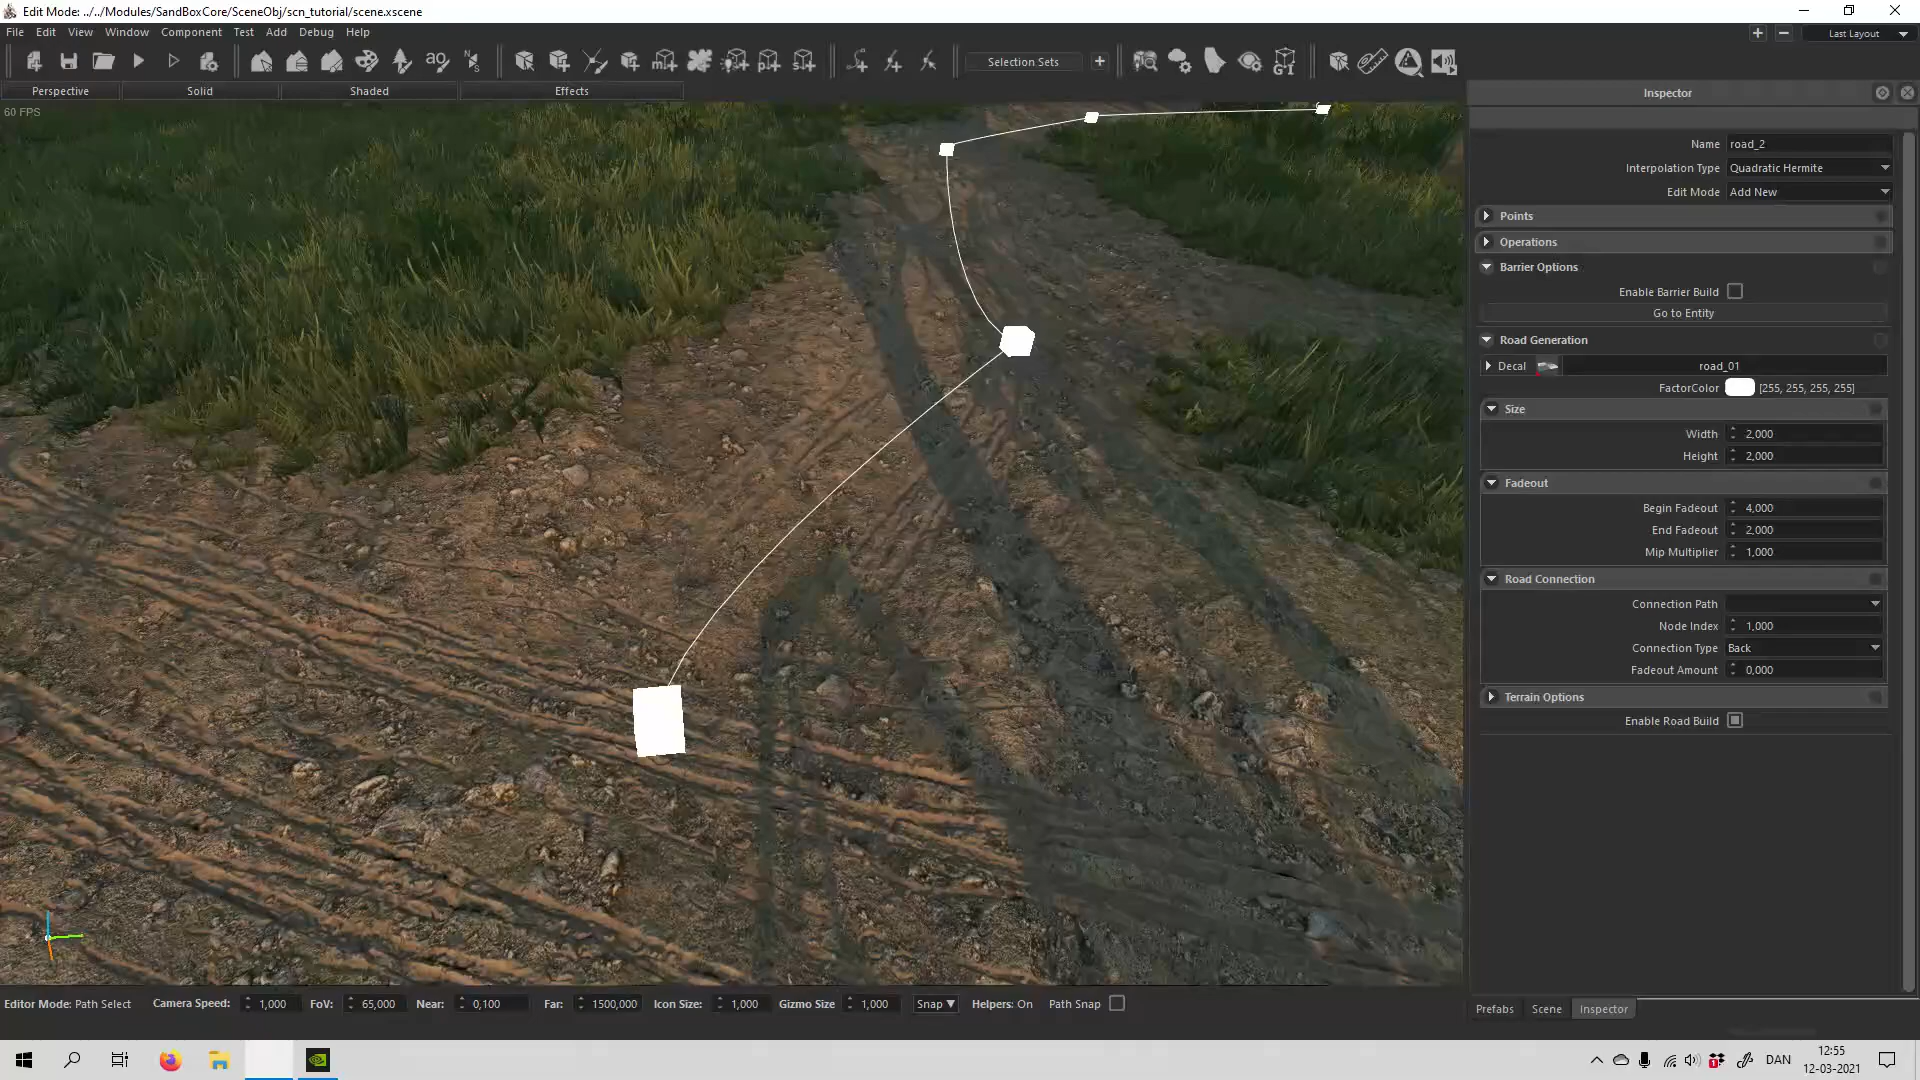 Edit Mode: ../../Modules/SandBoxCore/SceneObj/scn_tutorial/scene.xscene
File Edit View Window Component Test Add Debug Help
Last Layout
Selection Sets
Perspective Solid Shaded Effects
60 FPS
Inspector
Name road_2
Interpolation Type Quadratic Hermite
Edit Mode Add New
Points
Operations
Barrier Options
Enable Barrier Build
Go to Entity
Road Generation
Decal road_01
FactorColor [255, 255, 255, 255]
Size
Width 2,000
Height 2,000
Fadeout
Begin Fadeout 4,000
End Fadeout 2,000
Mip Multiplier 1,000
Road Connection
Connection Path
Node Index 1,000
Connection Type Back
Fadeout Amount 0,000
Terrain Options
Enable Road Build
Editor Mode: Path Select Camera Speed: 1,000 FoV: 65,000 Near: 0,100 Far: 1500,000 Icon Size: 1,000 Gizmo Size 1,000 Snap Helpers: On Path Snap
Prefabs Scene Inspector
DAN
12:55
12-03-2021